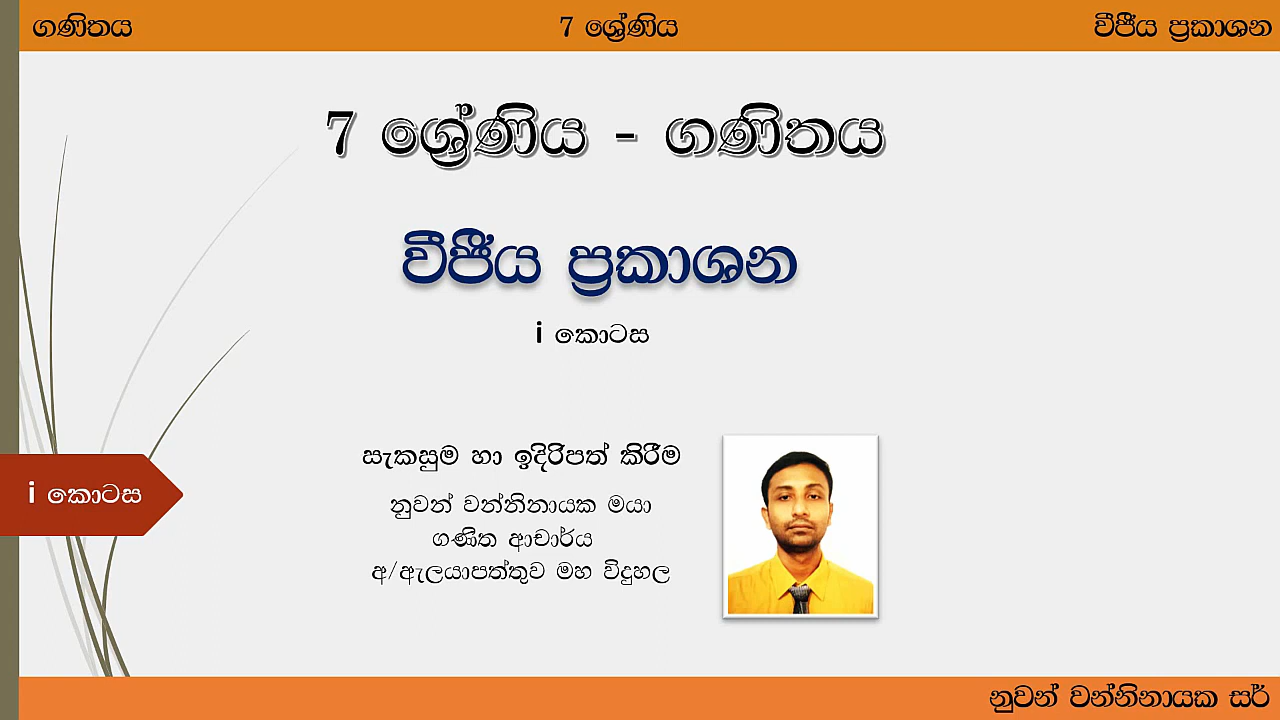 ගණිතය
7 ශ්‍රේණිය
වීජීය ප්‍රකාශන
7 ශ්‍රේණිය - ගණිතය
වීජීය ප්‍රකාශන
i කොටස
සැකසුම හා ඉදිරිපත් කිරීම
නුවන් වන්නිනායක මයා
ගණිත ආචාර්ය
අ/ඇලයාපත්තුව මහ විදුහල
i කොටස
නුවන් වන්නිනායක සර්